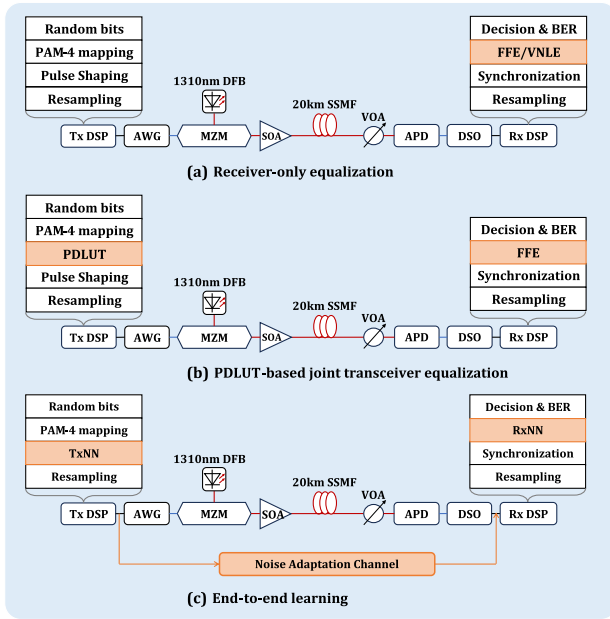 Random bits
PAM-4 mapping
Pulse Shaping
Resampling
Decision & BER
FFE/VNLE
Synchronization
Resampling
1310nm DFB
20km SSMF
VOA
Tx DSP
AWG
MZM
SOA
APD
DSO
Rx DSP
(a) Receiver-only equalization
Random bits
PAM-4 mapping
PDLUT
Pulse Shaping
Resampling
Decision & BER
FFE
Synchronization
Resampling
1310nm DFB
20km SSMF
VOA
Tx DSP
AWG
MZM
SOA
APD
DSO
Rx DSP
(b) PDLUT-based joint transceiver equalization
Random bits
PAM-4 mapping
TxNN
Resampling
Decision & BER
RxNN
Synchronization
Resampling
1310nm DFB
20km SSMF
VOA
Tx DSP
AWG
MZM
SOA
APD
DSO
Rx DSP
Noise Adaptation Channel
(c) End-to-end learning